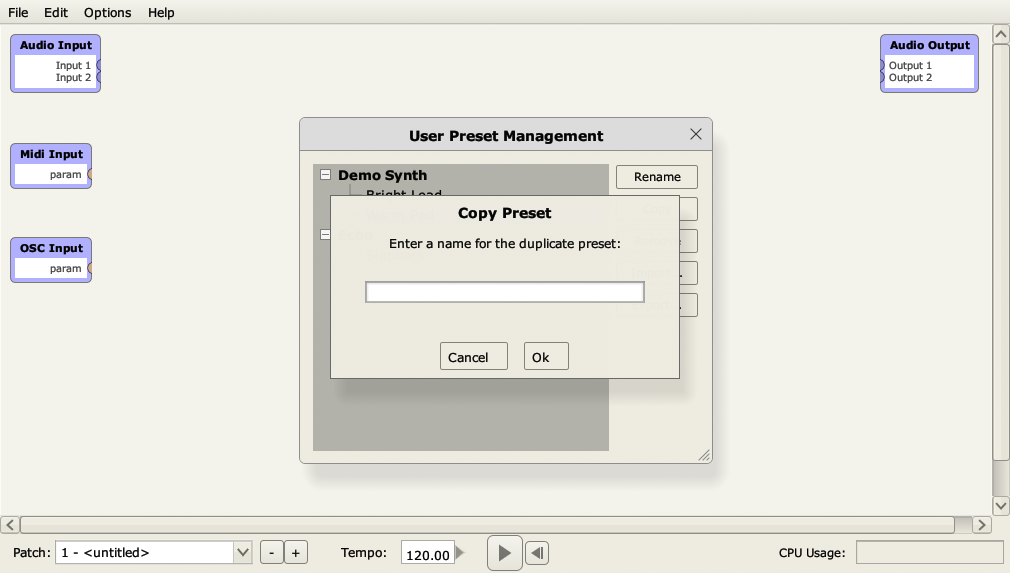 File Edit Options Help
Audio Input
Input 1
Input 2
Audio Output
Output 1
Output 2
Midi Input
param
OSC Input
param
User Preset Management
Demo Synth
Bright Lead
Rename
Copy Preset
Enter a name for the duplicate preset:
Cancel Ok
Patch: 1 - <untitled> - + Tempo: 120.00 CPU Usage: